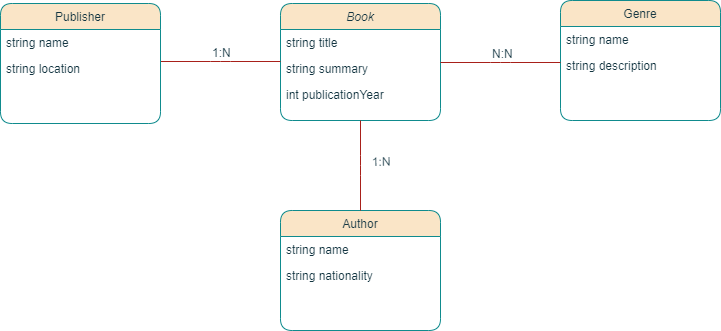 Publisher
string name
string location
1:N
Book
string title
string summary
int publicationYear
N:N
Genre
string name
string description
1:N
Author
string name
string nationality